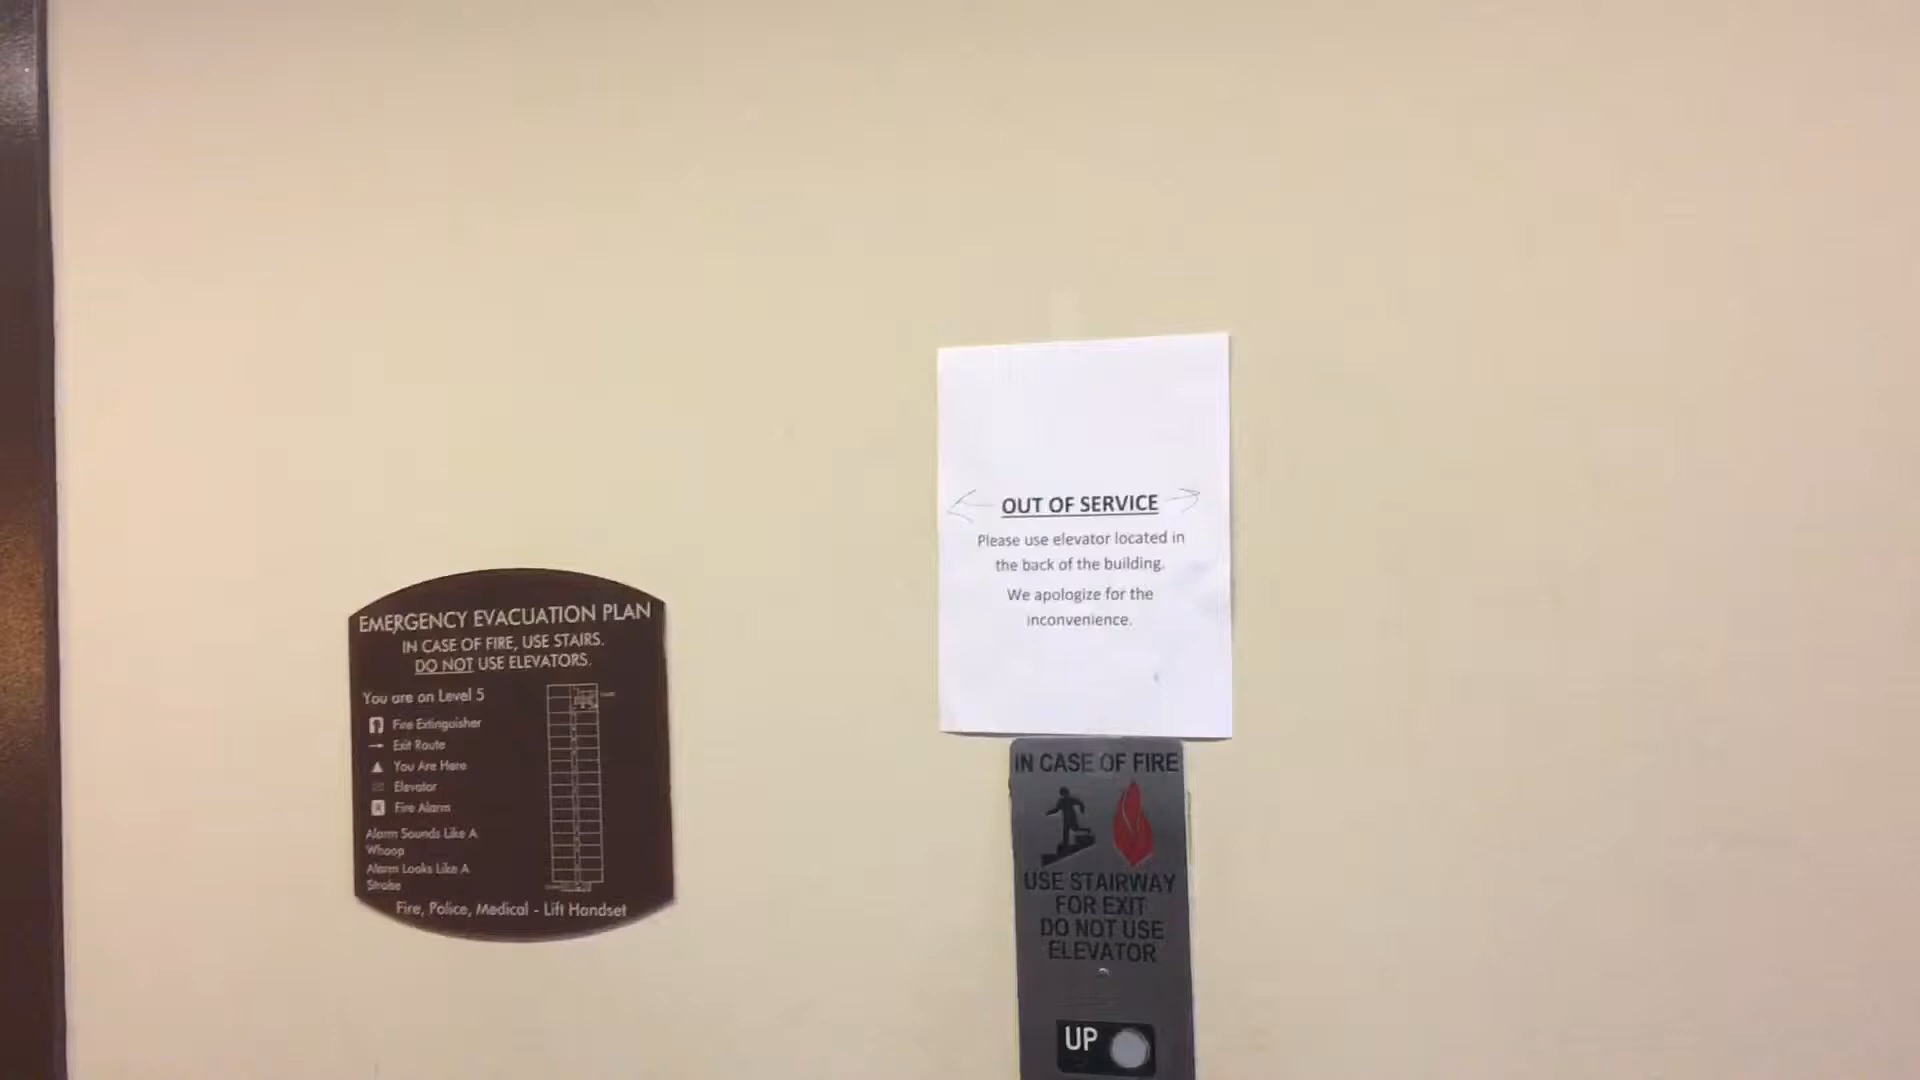 OUT OF SERVICE
Please use elevator located in
the back of the building.
We apologize for the
inconvenience.
EMERGENCY EVACUATION PLAN
IN CASE OF FIRE, USE STAIRS.
DO NOT USE ELEVATORS.
You are on Level 5
Fire Extinguisher
Exit Route
You Are Here
Elevator
Fire Alarm
Alarm Sounds Like A
Whoop
Alarm Looks Like A
Strobe
Fire, Police, Medical - Lift Handset
IN CASE OF FIRE
USE STAIRWAY
FOR EXIT
DO NOT USE
ELEVATOR
UP